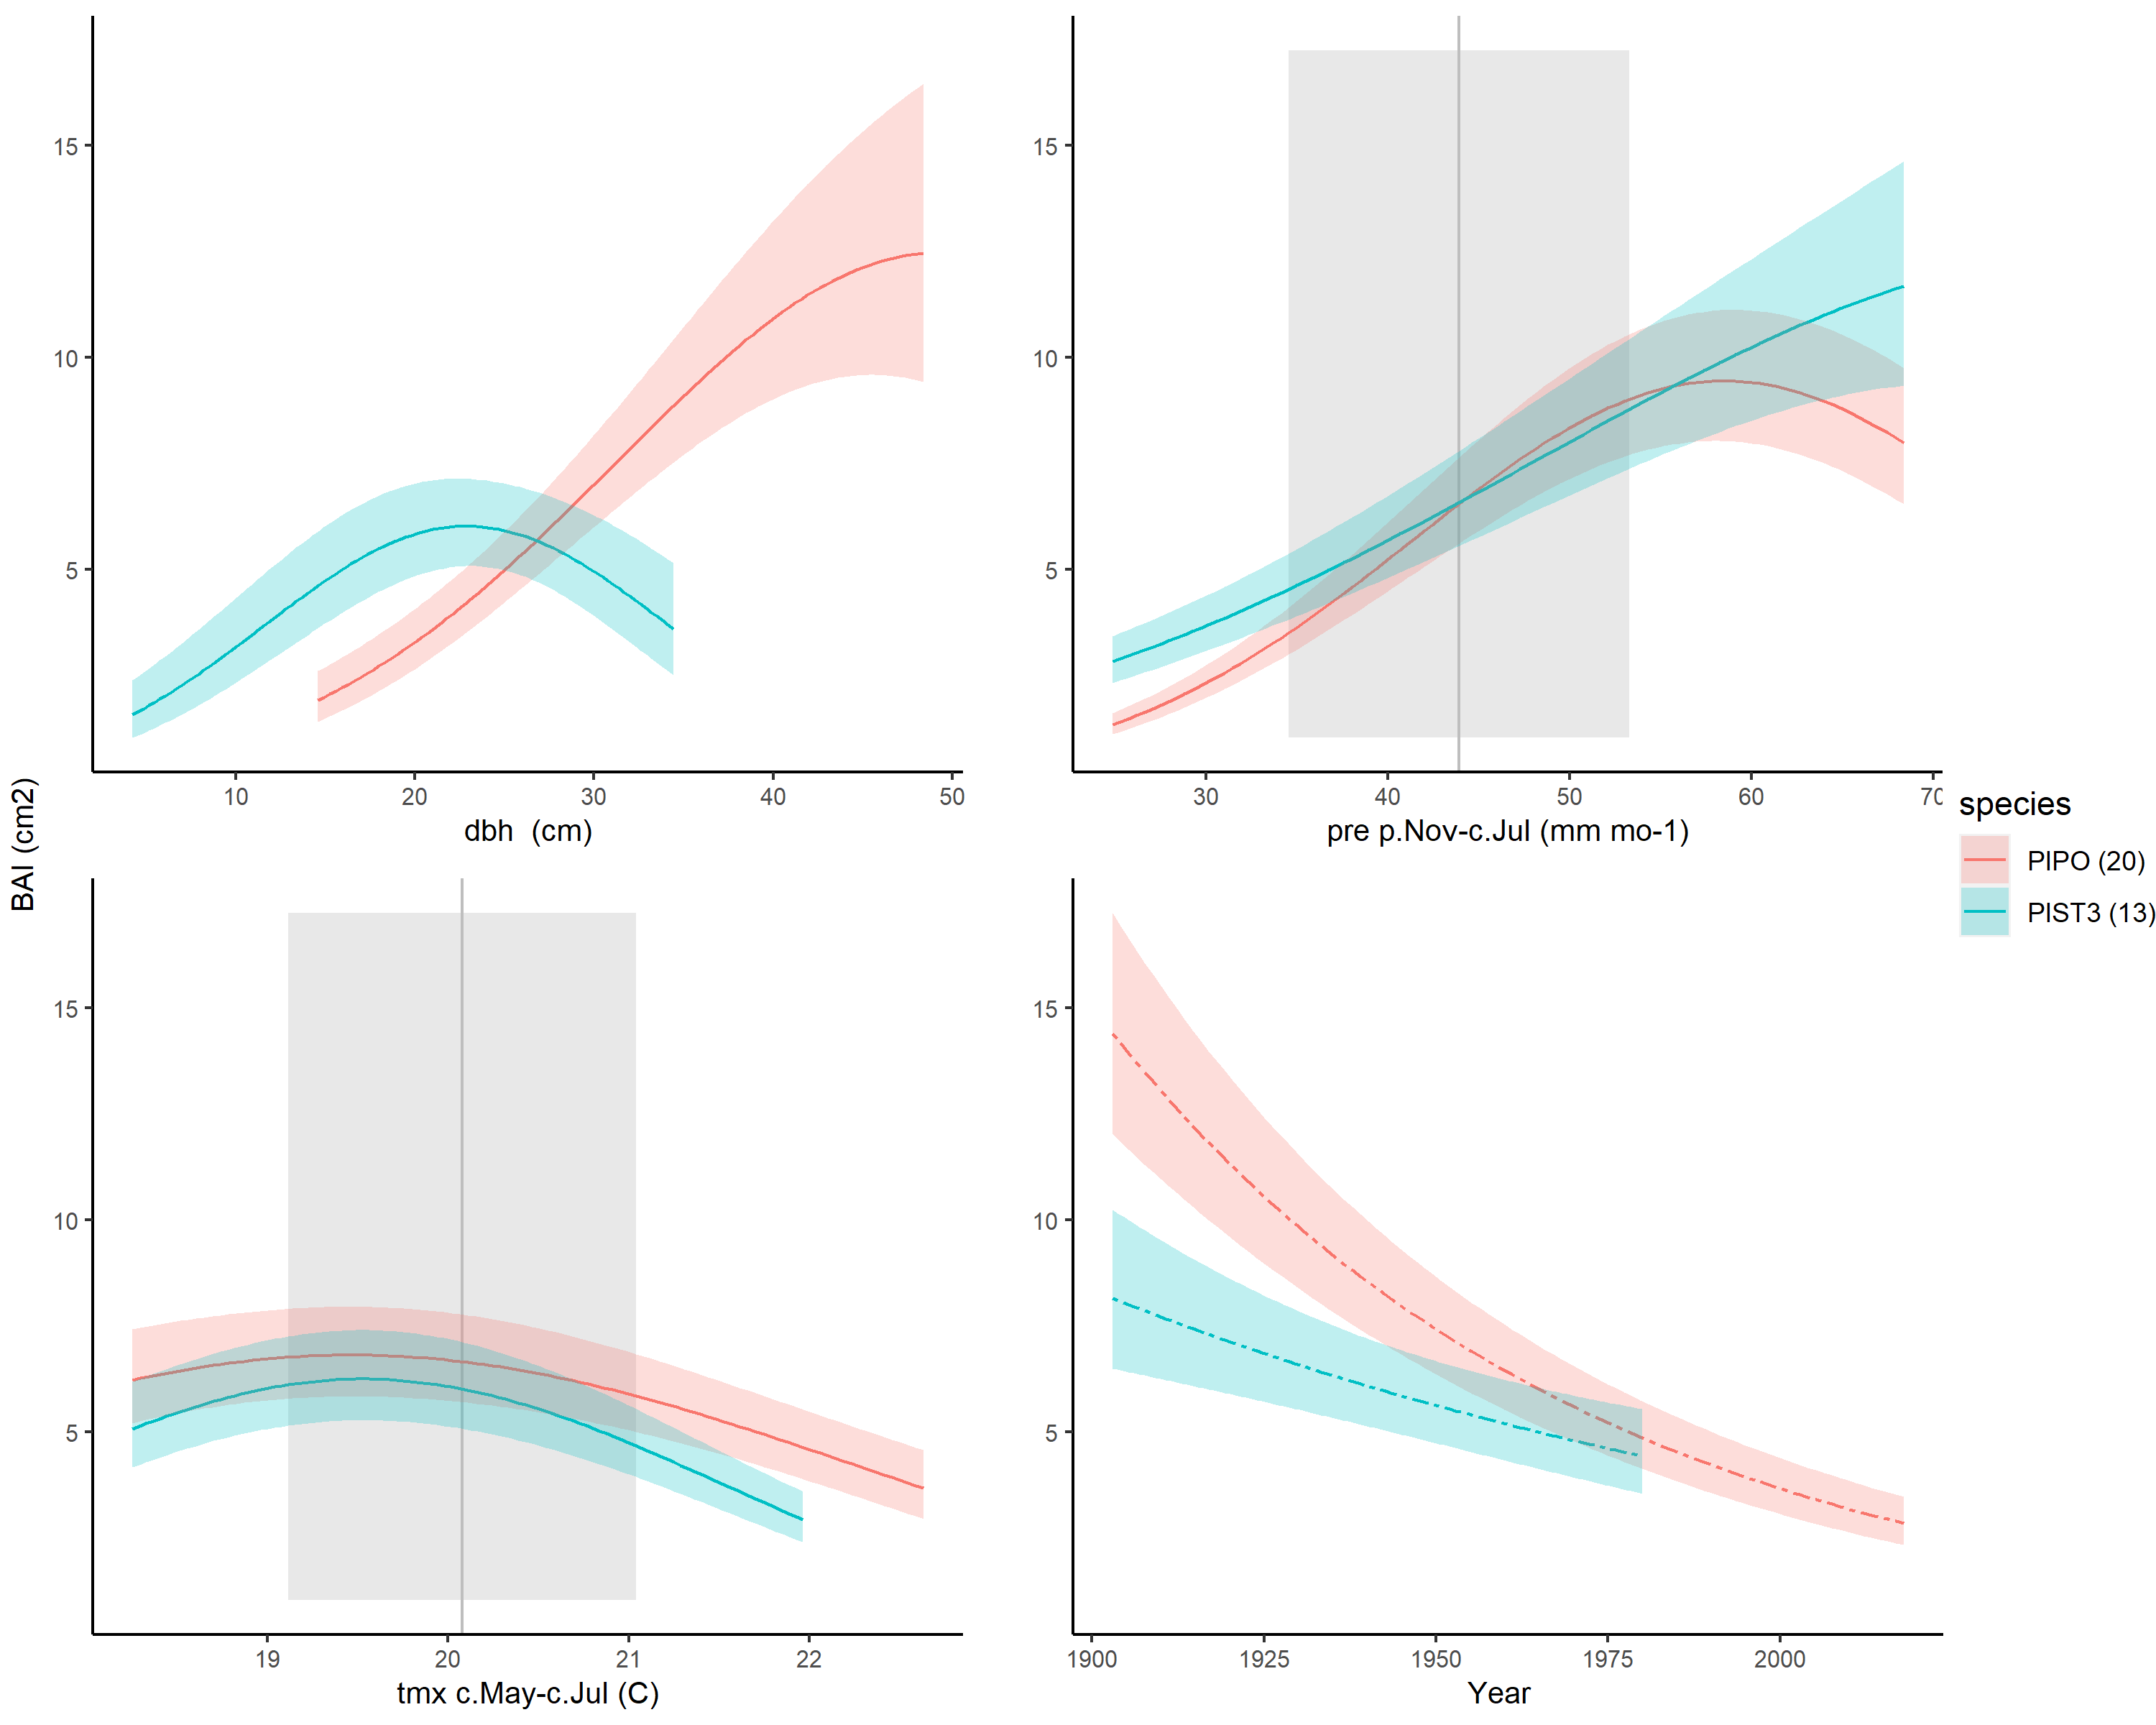 15
10
5
10 20 30 40 50
dbh (cm)
15
10
5
30 40 50 60 70
pre p.Nov-c.Jul (mm mo-1)
BAI (cm2)
species
PIPO (20)
PIST3 (13)
15
10
5
19 20 21 22
tmx c.May-c.Jul (C)
15
10
5
1900 1925 1950 1975 2000
Year